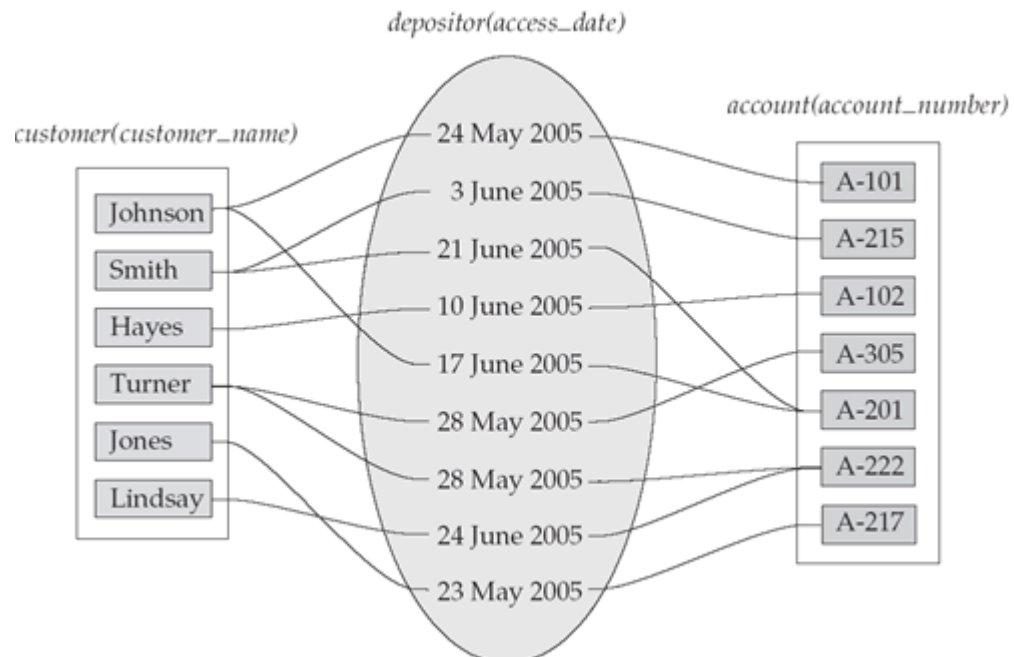 depositor(access_date)
customer(customer_name)
account(account_number)
Johnson
Smith
Hayes
Turner
Jones
Lindsay
24 May 2005
3 June 2005
21 June 2005
10 June 2005
17 June 2005
28 May 2005
28 May 2005
24 June 2005
23 May 2005
A-101
A-215
A-102
A-305
A-201
A-222
A-217